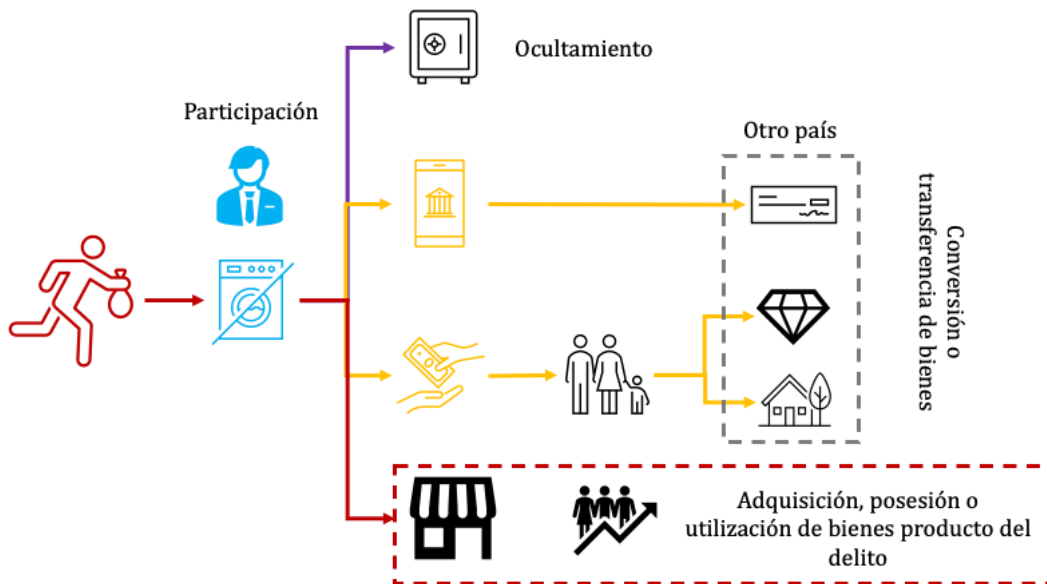 Ocultamiento
Participación
Otro país
Conversión o
transferencia de bienes
Adquisición, posesión o
utilización de bienes producto del
delito